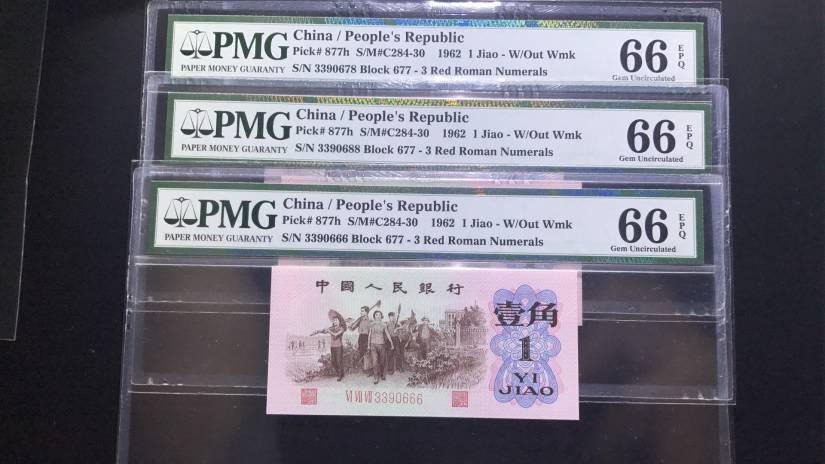 PMG
PAPER MONEY GUARANTY
China / People's Republic
Pick# 877h S/M#C284-30 1962 1 Jiao - W/Out Wmk
S/N 3390678 Block 677 - 3 Red Roman Numerals
66 EPQ
Gem Uncirculated
PMG
PAPER MONEY GUARANTY
China / People's Republic
Pick# 877h S/M#C284-30 1962 1 Jiao - W/Out Wmk
S/N 3390688 Block 677 - 3 Red Roman Numerals
66 EPQ
Gem Uncirculated
PMG
PAPER MONEY GUARANTY
China / People's Republic
Pick# 877h S/M#C284-30 1962 1 Jiao - W/Out Wmk
S/N 3390666 Block 677 - 3 Red Roman Numerals
66 EPQ
Gem Uncirculated
中國人民銀行
壹角
1
YI
JIAO
VI VII VII 3390666